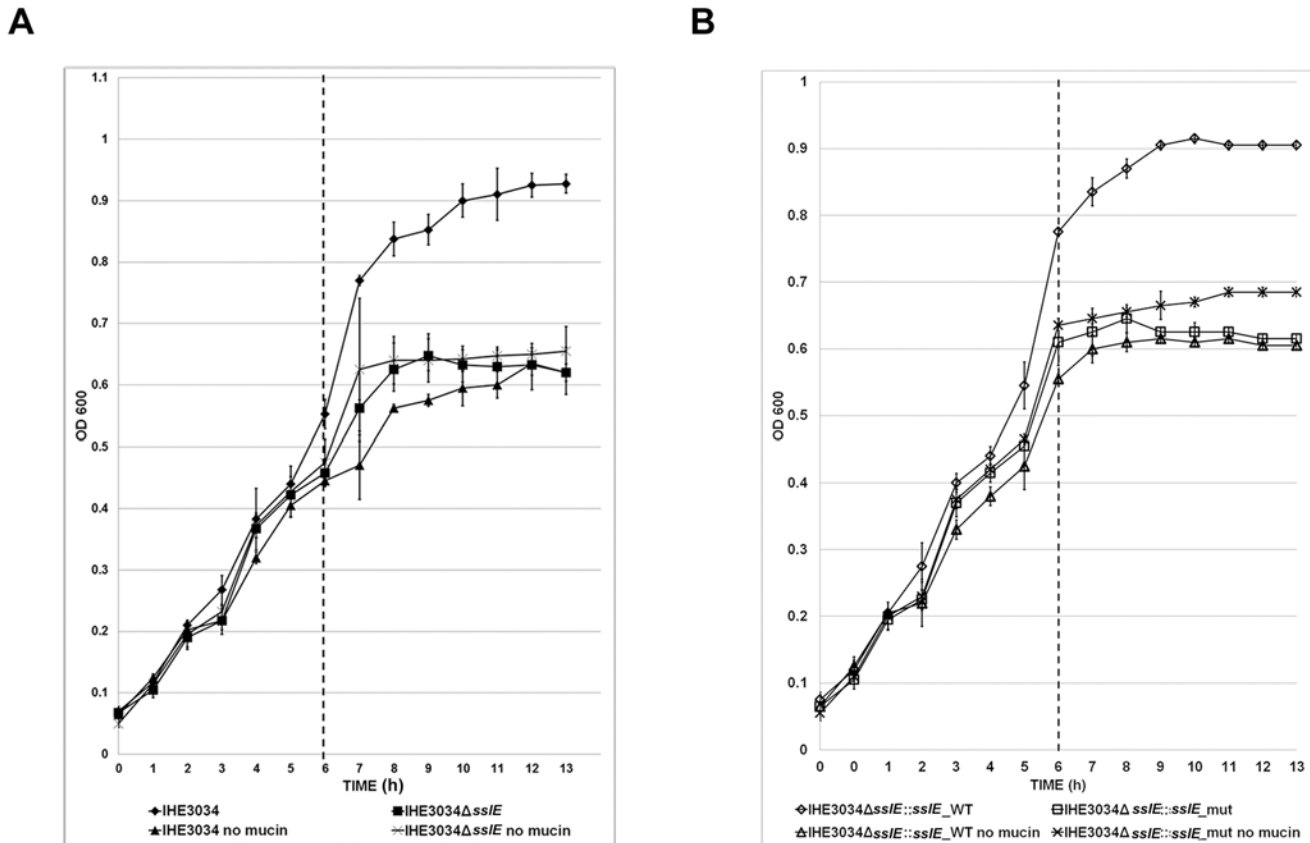 A
B
1.1
1
0.9
0.8
0.7
0.6
0.5
0.4
0.3
0.2
0.1
0
OD 600
0 1 2 3 4 5 6 7 8 9 10 11 12 13
TIME (h)
IHE3034
IHE3034ΔsslE
IHE3034 no mucin
IHE3034ΔsslE no mucin
1
0.9
0.8
0.7
0.6
0.5
0.4
0.3
0.2
0.1
0
OD 600
0 0 1 2 3 4 5 6 7 8 9 10 11 12 13
TIME (h)
IHE3034ΔsslE::sslE_WT
IHE3034ΔsslE::sslE_mut
IHE3034ΔsslE::sslE_WT no mucin
IHE3034ΔsslE::sslE_mut no mucin